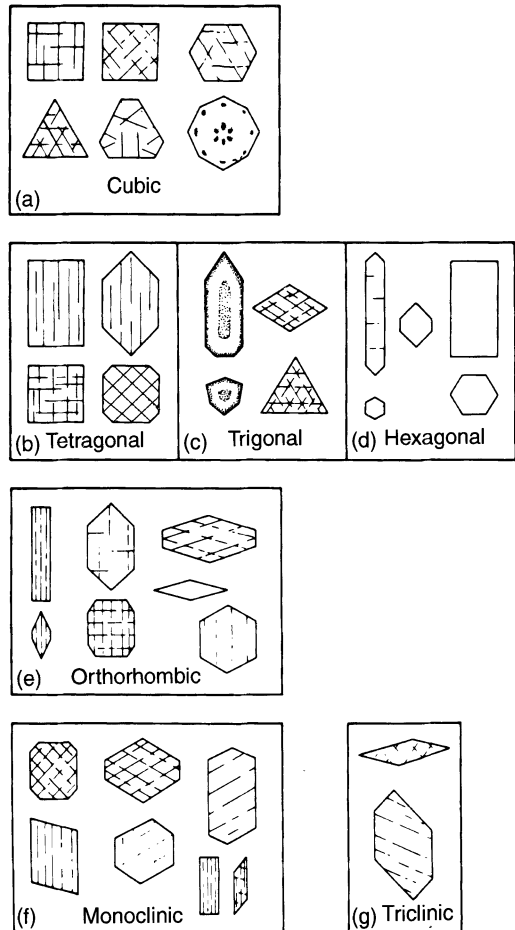 (a) Cubic
(b) Tetragonal
(c) Trigonal
(d) Hexagonal
(e) Orthorhombic
(f) Monoclinic
(g) Triclinic